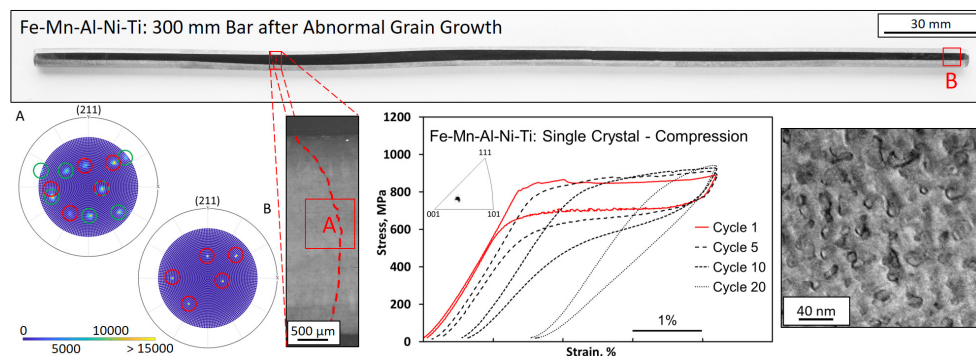 Fe-Mn-Al-Ni-Ti: 300 mm Bar after Abnormal Grain Growth
30 mm
B
A
(211)
B
(211)
0 10000
5000 > 15000
A
500 µm
1200
1000
800
600
400
200
0
Stress, MPa
Fe-Mn-Al-Ni-Ti: Single Crystal - Compression
111
001 101
Cycle 1
Cycle 5
Cycle 10
Cycle 20
1%
Strain, %
40 nm